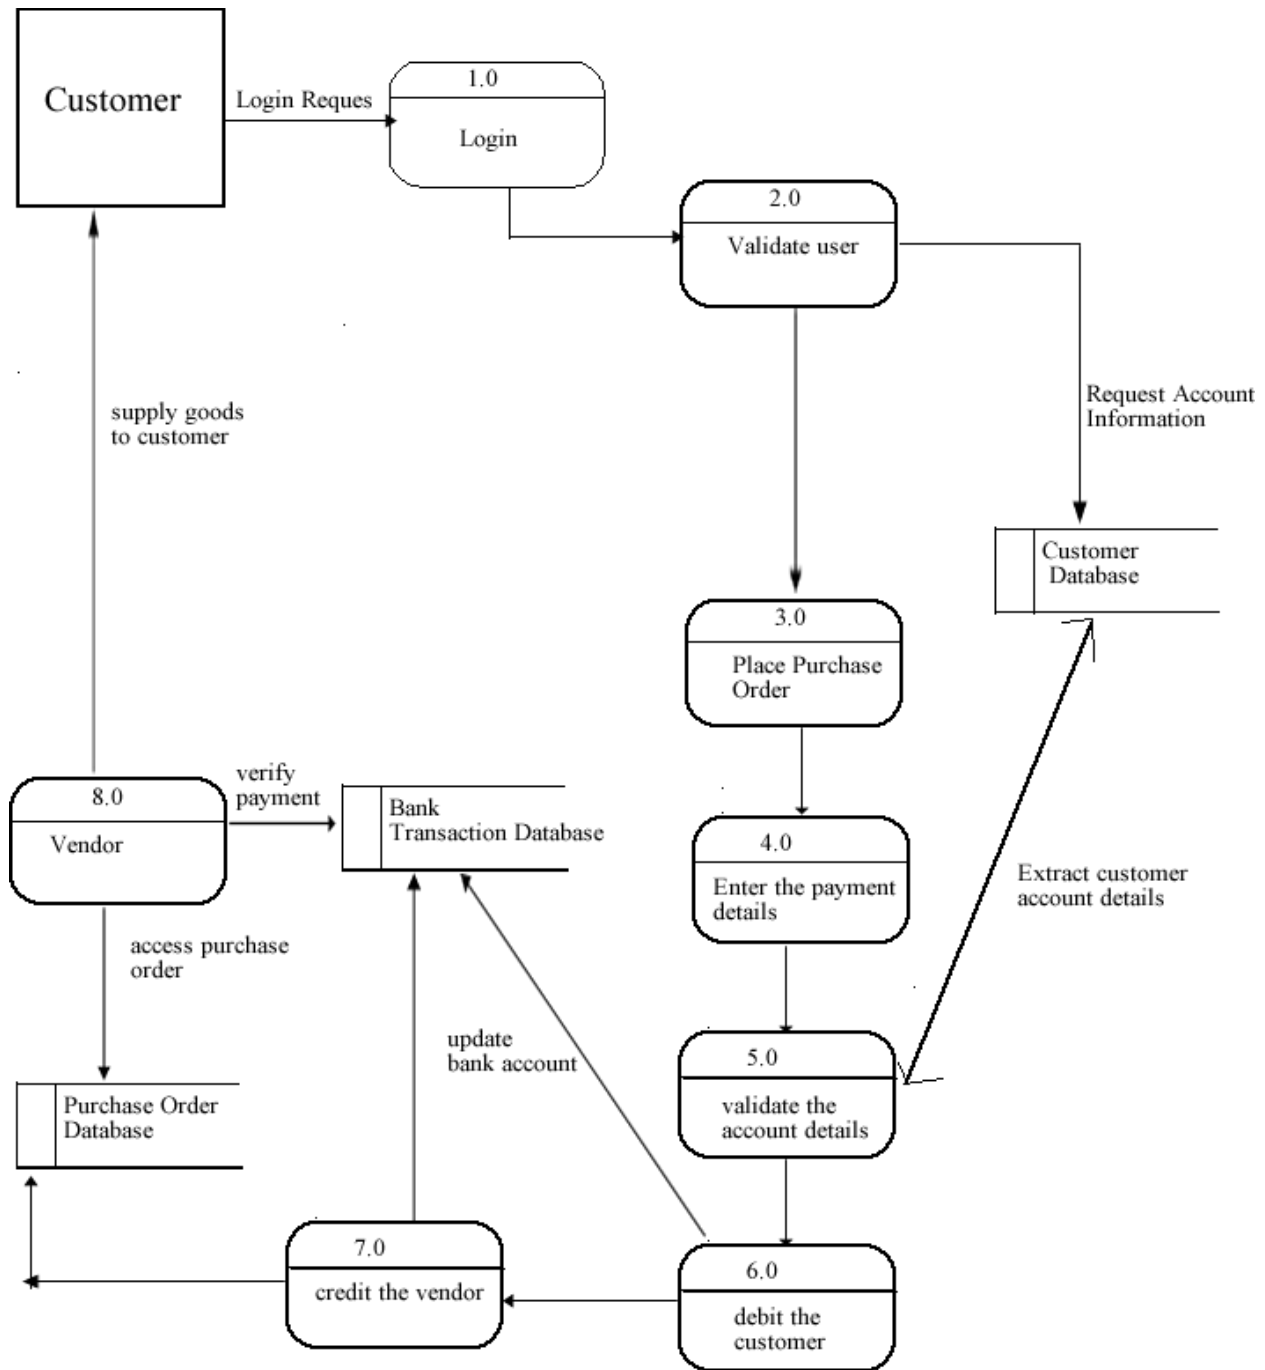 Customer
Login Reques
1.0
Login
2.0
Validate user
Request Account
Information
supply goods
to customer
Customer
Database
3.0
Place Purchase
Order
verify
payment
8.0
Vendor
Bank
Transaction Database
4.0
Enter the payment
details
Extract customer
account details
access purchase
order
update
bank account
5.0
validate the
account details
Purchase Order
Database
7.0
credit the vendor
6.0
debit the
customer